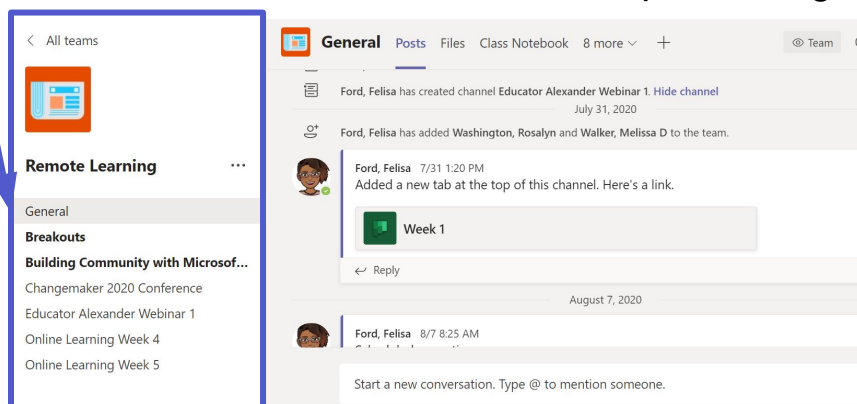 All teams
Remote Learning ...
General
Breakouts
Building Community with Microsof...
Changemaker 2020 Conference
Educator Alexander Webinar 1
Online Learning Week 4
Online Learning Week 5
General Posts Files Class Notebook 8 more +
Team
Ford, Felisa has created channel Educator Alexander Webinar 1. Hide channel
July 31, 2020
Ford, Felisa has added Washington, Rosalyn and Walker, Melissa D to the team.
Ford, Felisa 7/31 1:20 PM
Added a new tab at the top of this channel. Here's a link.
Week 1
Reply
August 7, 2020
Ford, Felisa 8/7 8:25 AM
Start a new conversation. Type @ to mention someone.